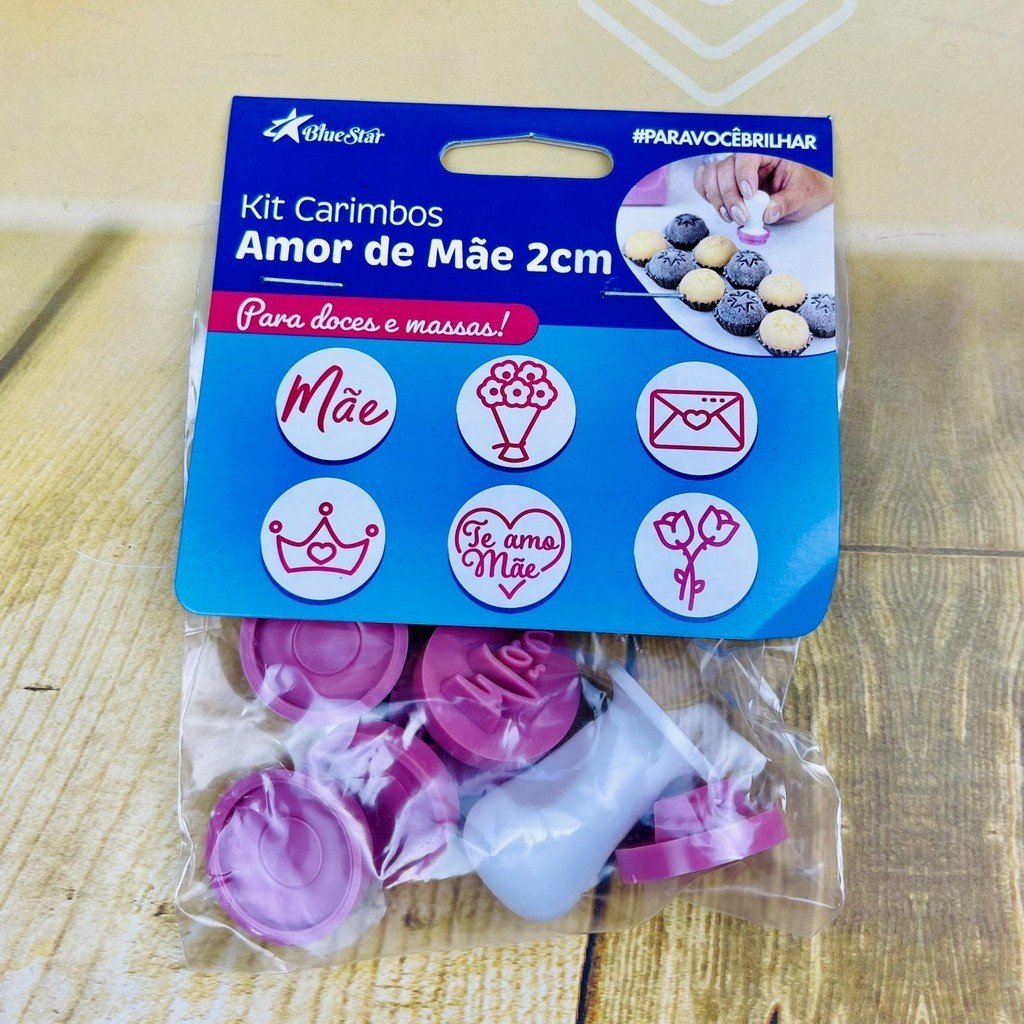 BlueStar
#PARAVOCÊBRILHAR
Kit Carimbos
Amor de Mãe 2cm
Para doces e massas!
Mãe
Te amo
Mãe